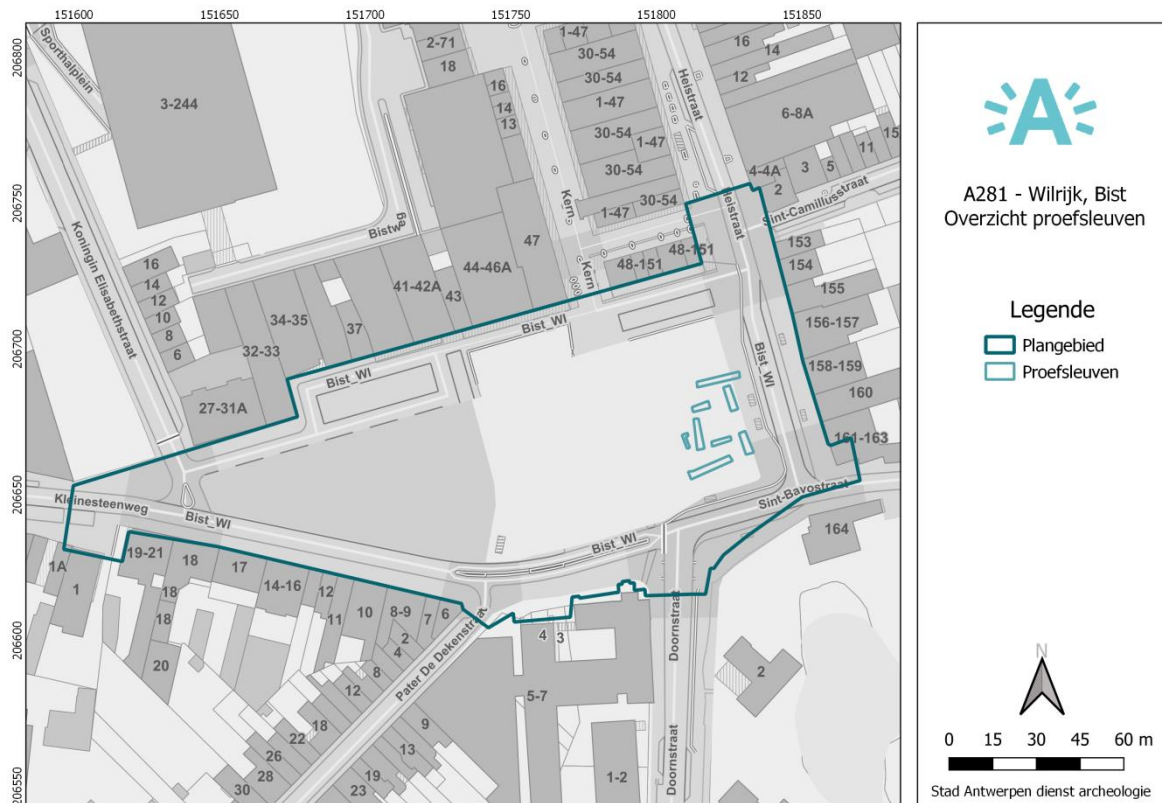 151600 151650 151700 151750 151800 151850
206800
206750
206700
206650
206600
206550
Sporthalplein
3-244
2-71
18
16
14
13
1-47
30-54
30-54
1-47
30-54
1-47
30-54
30-54
1-47
Heistraat
16
14
12
6-8A
15
11
5
3
4-4A
2
Sint-Camillusstraat
Heistraat
Koningin Elisabethstraat
Bistweg
Kern
Kern
47
44-46A
43
41-42A
37
34-35
32-33
27-31A
16
14
12
10
8
6
48-151
48-151
153
154
155
156-157
158-159
160
161-163
Bist_WI
Bist_WI
Bist_WI
Kleinesteenweg
Bist_WI
Bist_WI
Sint-Bavostraat
164
1A
1
19-21
18
17
14-16
12
11
10
8-9
7
6
18
18
20
2
4
8
12
18
22
26
28
30
Pater De Dekenstraat
9
13
19
23
4
3
5-7
1-2
Doornstraat
Doornstraat
2
A
A281 - Wilrijk, Bist
Overzicht proefsleuven
Legende
Plangebied
Proefsleuven
N
0 15 30 45 60 m
Stad Antwerpen dienst archeologie